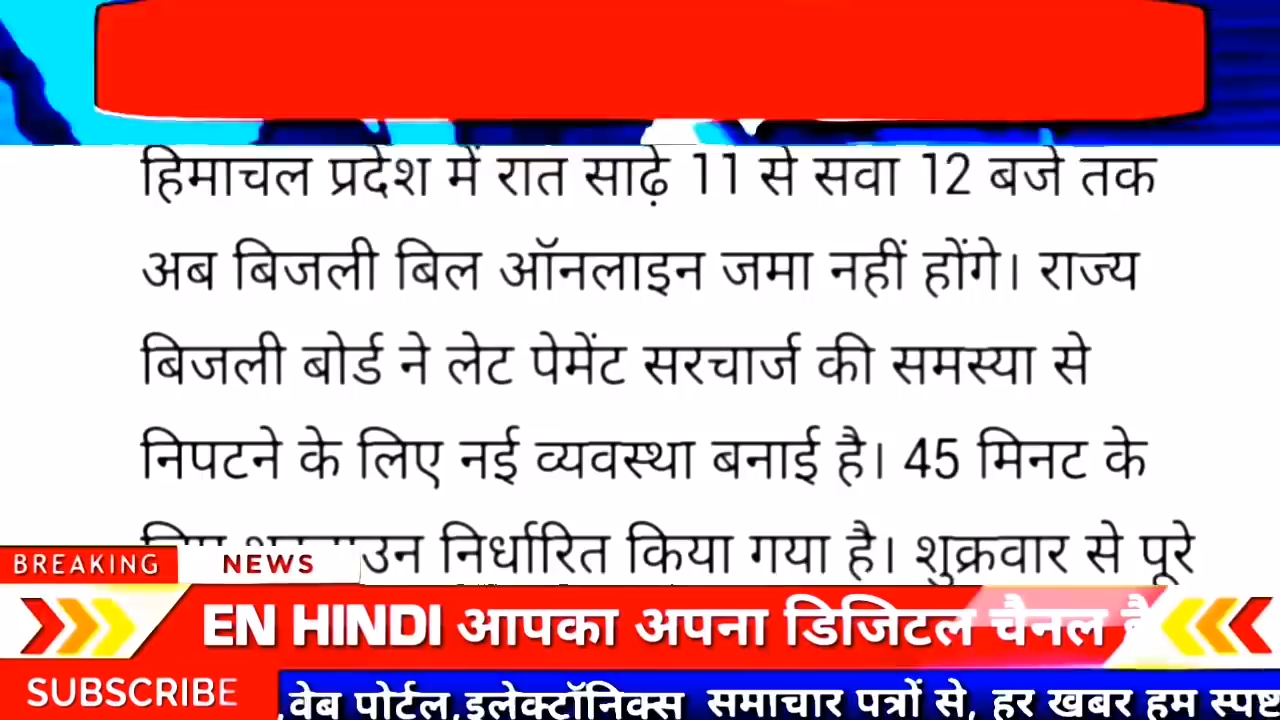 हिमाचल प्रदेश में रात साढ़े 11 से सवा 12 बजे तक
अब बिजली बिल ऑनलाइन जमा नहीं होंगे। राज्य
बिजली बोर्ड ने लेट पेमेंट सरचार्ज की समस्या से
निपटने के लिए नई व्यवस्था बनाई है। 45 मिनट के
निर्धारित किया गया है। शुक्रवार से पूरे
BREAKING NEWS
EN HINDI आपका अपना डिजिटल चैनल है
SUBSCRIBE ,वेब पोर्टल,इलेक्ट्रॉनिक्स समाचार पत्रों से, हर खबर हम स्पष्ट